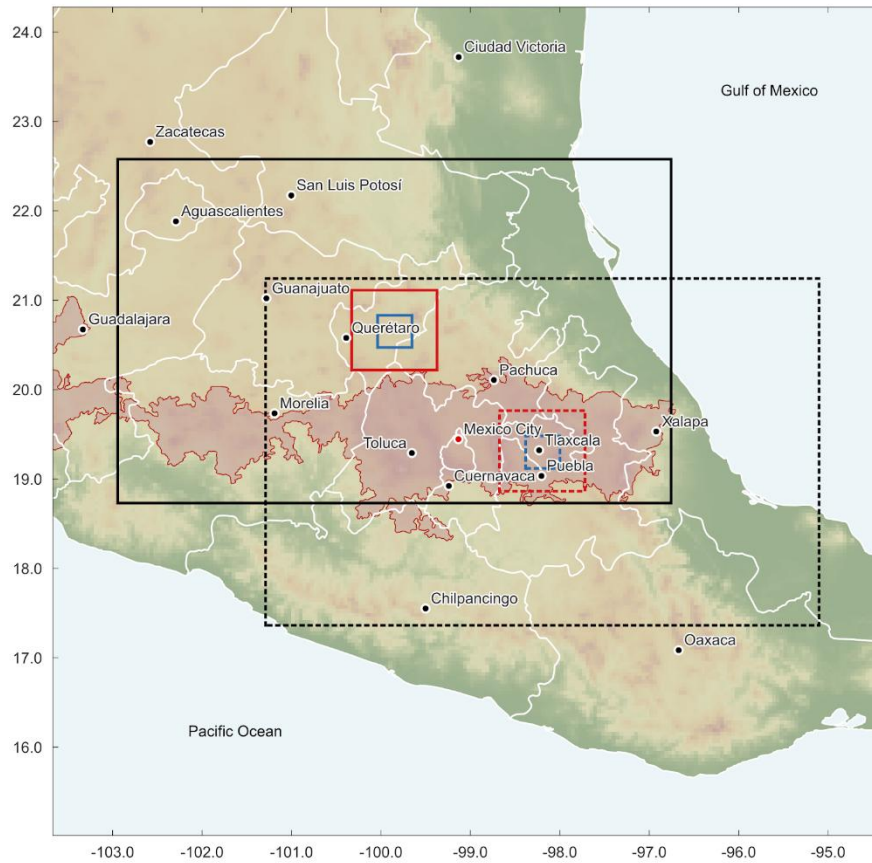 24.0
Ciudad Victoria
Gulf of Mexico
23.0
Zacatecas
22.0
San Luis Potosí
Aguascalientes
21.0
Guanajuato
Guadalajara
Querétaro
20.0
Pachuca
Morelia
Xalapa
Mexico City
Toluca
Tlaxcala
19.0
Puebla
Cuernavaca
18.0
Chilpancingo
17.0
Oaxaca
Pacific Ocean
16.0
-103.0 -102.0 -101.0 -100.0 -99.0 -98.0 -97.0 -96.0 -95.0